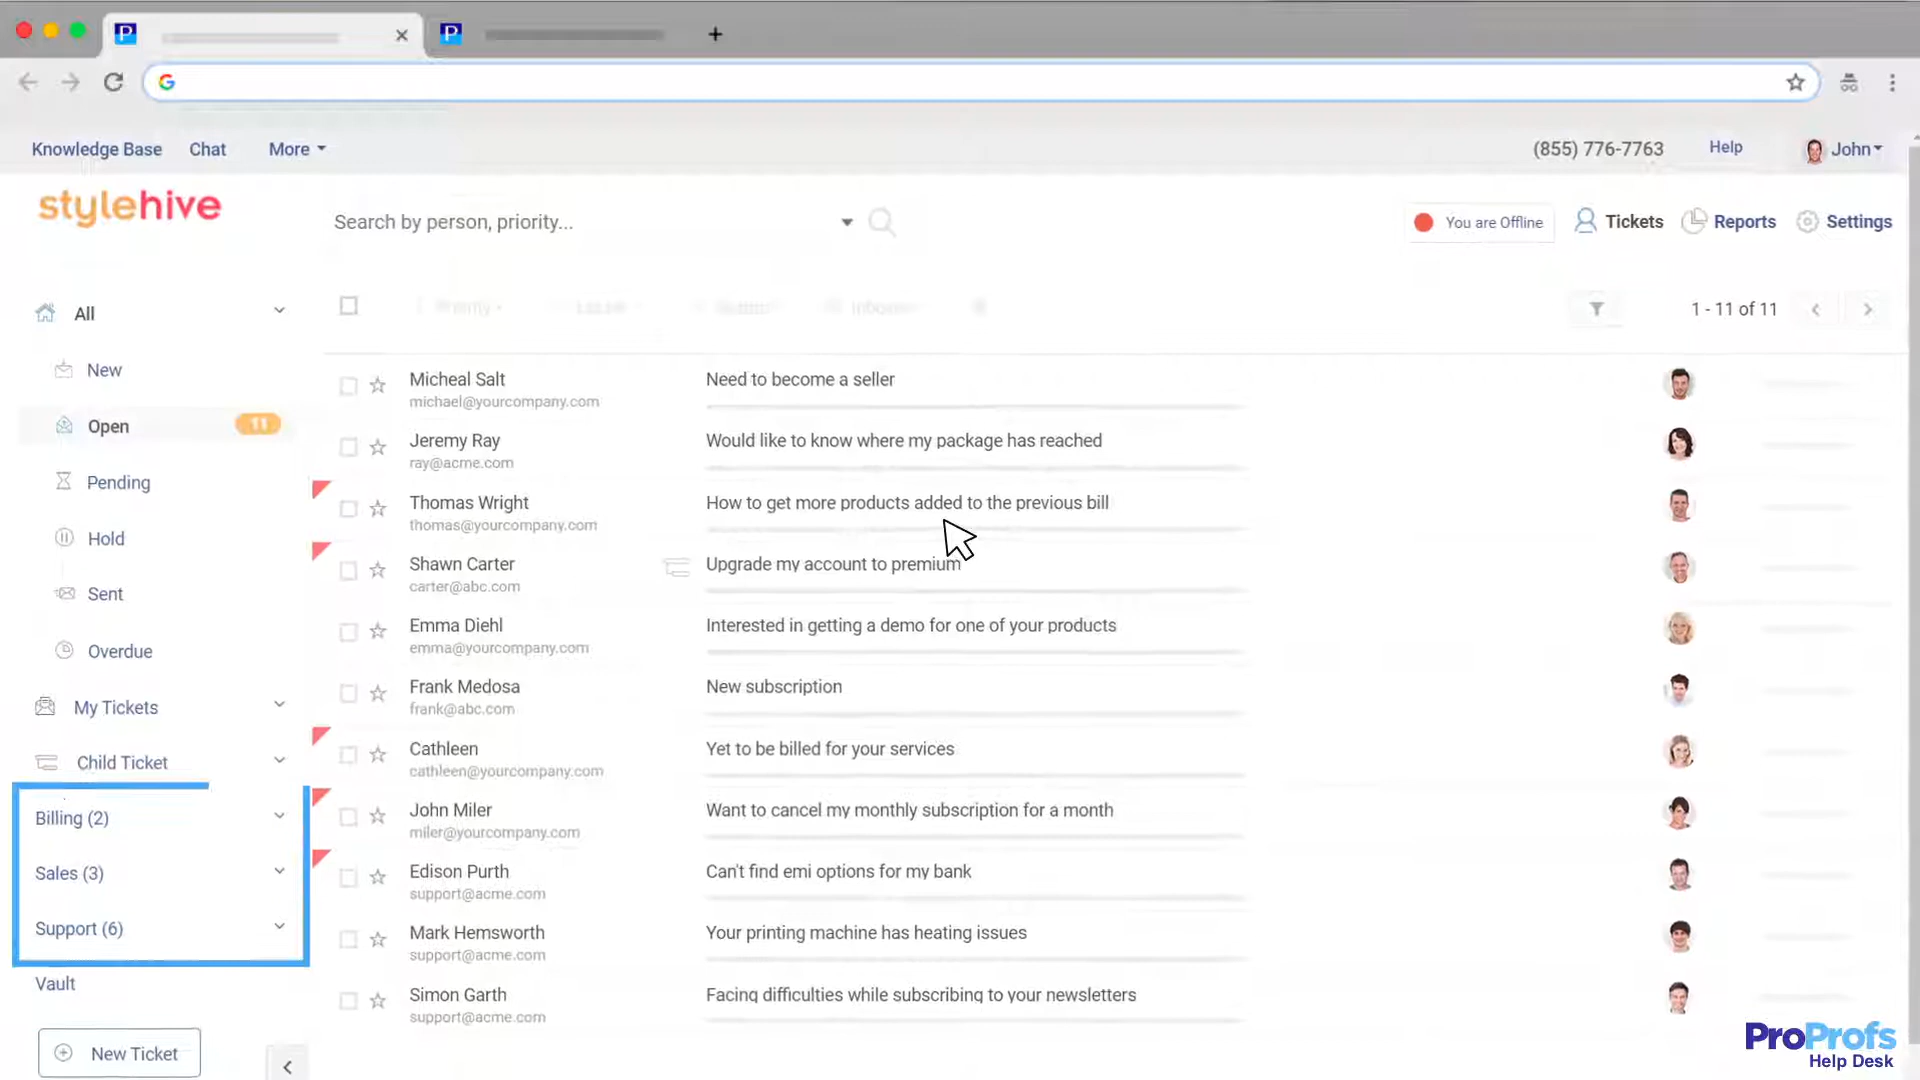 P
P
G
Knowledge Base Chat More (855) 776-7763 Help John
stylehive
Search by person, priority... You are Offline Tickets Reports Settings
All
Priority Inbox 1 - 11 of 11
New
Open 11
Pending
Hold
Sent
Overdue
My Tickets
Child Ticket
Billing (2)
Sales (3)
Support (6)
Vault
New Ticket
Micheal Salt Need to become a seller
michael@yourcompany.com
Jeremy Ray Would like to know where my package has reached
ray@acme.com
Thomas Wright How to get more products added to the previous bill
thomas@yourcompany.com
Shawn Carter Upgrade my account to premium
carter@abc.com
Emma Diehl Interested in getting a demo for one of your products
emma@yourcompany.com
Frank Medosa New subscription
frank@abc.com
Cathleen Yet to be billed for your services
cathleen@yourcompany.com
John Miler Want to cancel my monthly subscription for a month
miler@yourcompany.com
Edison Purth Can't find emi options for my bank
support@acme.com
Mark Hemsworth Your printing machine has heating issues
support@acme.com
Simon Garth Facing difficulties while subscribing to your newsletters
support@acme.com
ProProfs
Help Desk